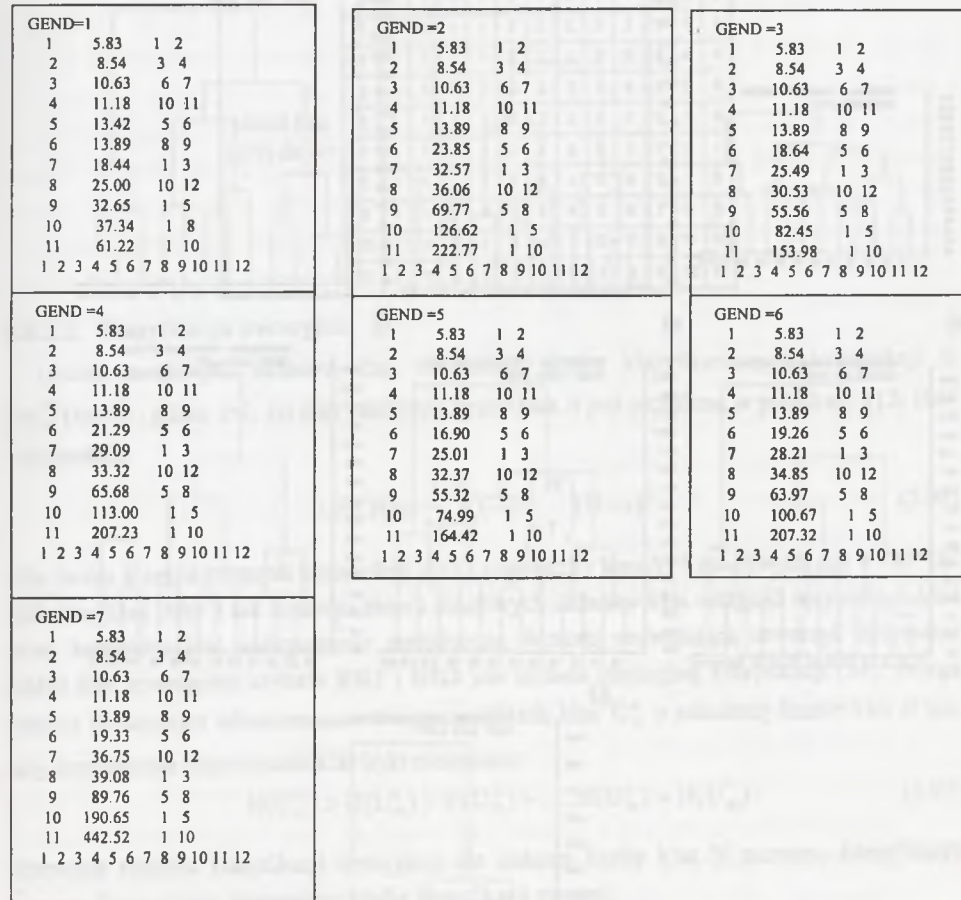 GEND=1
1 5.83 1 2
2 8.54 3 4
3 10.63 6 7
4 11.18 10 11
5 13.42 5 6
6 13.89 8 9
7 18.44 1 3
8 25.00 10 12
9 32.65 1 5
10 37.34 1 8
11 61.22 1 10
1 2 3 4 5 6 7 8 9 10 11 12
GEND =2
1 5.83 1 2
2 8.54 3 4
3 10.63 6 7
4 11.18 10 11
5 13.89 8 9
6 23.85 5 6
7 32.57 1 3
8 36.06 10 12
9 69.77 5 8
10 126.62 1 5
11 222.77 1 10
1 2 3 4 5 6 7 8 9 10 11 12
GEND =3
1 5.83 1 2
2 8.54 3 4
3 10.63 6 7
4 11.18 10 11
5 13.89 8 9
6 18.64 5 6
7 25.49 1 3
8 30.53 10 12
9 55.56 5 8
10 82.45 1 5
11 153.98 1 10
1 2 3 4 5 6 7 8 9 10 11 12
GEND =4
1 5.83 1 2
2 8.54 3 4
3 10.63 6 7
4 11.18 10 11
5 13.89 8 9
6 21.29 5 6
7 29.09 1 3
8 33.32 10 12
9 65.68 5 8
10 113.00 1 5
11 207.23 1 10
1 2 3 4 5 6 7 8 9 10 11 12
GEND =5
1 5.83 1 2
2 8.54 3 4
3 10.63 6 7
4 11.18 10 11
5 13.89 8 9
6 16.90 5 6
7 25.01 1 3
8 32.37 10 12
9 55.32 5 8
10 74.99 1 5
11 164.42 1 10
1 2 3 4 5 6 7 8 9 10 11 12
GEND =6
1 5.83 1 2
2 8.54 3 4
3 10.63 6 7
4 11.18 10 11
5 13.89 8 9
6 19.26 5 6
7 28.21 1 3
8 34.85 10 12
9 63.97 5 8
10 100.67 1 5
11 207.32 1 10
1 2 3 4 5 6 7 8 9 10 11 12
GEND =7
1 5.83 1 2
2 8.54 3 4
3 10.63 6 7
4 11.18 10 11
5 13.89 8 9
6 19.33 5 6
7 36.75 10 12
8 39.08 1 3
9 89.76 5 8
10 190.65 1 5
11 442.52 1 10
1 2 3 4 5 6 7 8 9 10 11 12